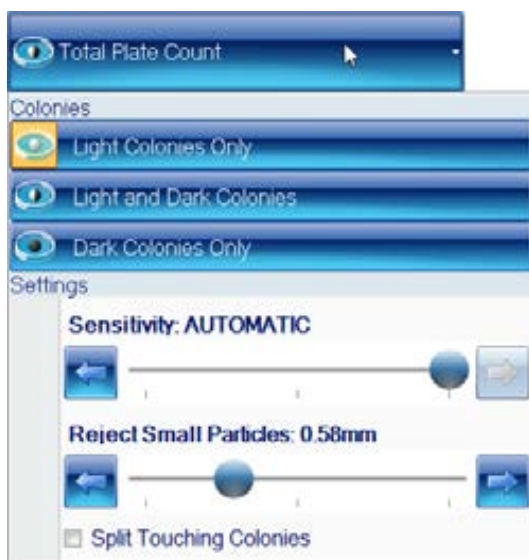 Total Plate Count
Colonies
Light Colonies Only
Light and Dark Colonies
Dark Colonies Only
Settings
Sensitivity: AUTOMATIC
Reject Small Particles: 0.58mm
Split Touching Colonies